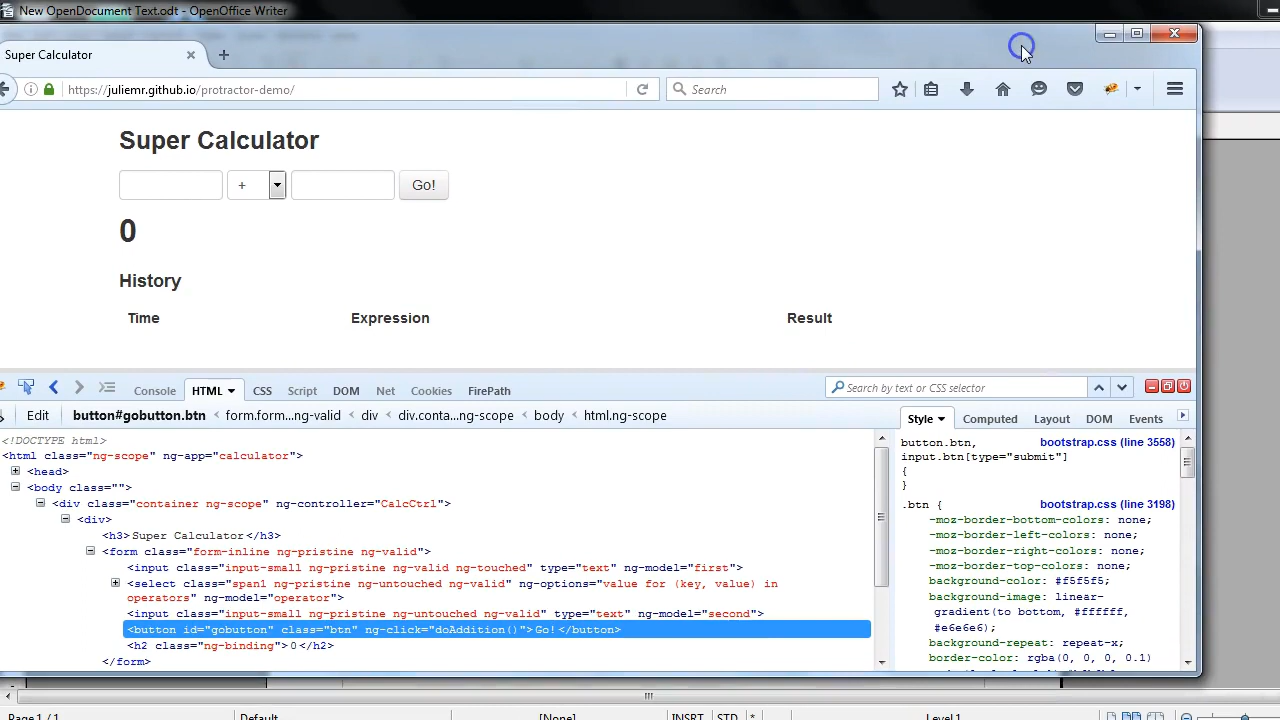 New OpenDocument Text.odt - OpenOffice Writer
Super Calculator
https://juliemr.github.io/protractor-demo/
Search
Super Calculator
+
Go!
0
History
Time Expression Result
Console HTML CSS Script DOM Net Cookies FirePath
Search by text or CSS selector
Edit button#gobutton.btn < form.form...ng-valid < div < div.conta...ng-scope < body < html.ng-scope
Style Computed Layout DOM Events
<!DOCTYPE html>
<html class="ng-scope" ng-app="calculator">
<head>
<body class="">
<div class="container ng-scope" ng-controller="CalcCtrl">
<div>
<h3>Super Calculator</h3>
<form class="form-inline ng-pristine ng-valid">
<input class="input-small ng-pristine ng-valid ng-touched" type="text" ng-model="first">
<select class="span1 ng-pristine ng-untouched ng-valid" ng-options="value for (key, value) in
operators" ng-model="operator">
<input class="input-small ng-pristine ng-untouched ng-valid" type="text" ng-model="second">
<button id="gobutton" class="btn" ng-click="doAddition()">Go!</button>
<h2 class="ng-binding">0</h2>
</form>
button.btn, bootstrap.css (line 3558)
input.btn[type="submit"]
{
}
.btn { bootstrap.css (line 3198)
-moz-border-bottom-colors: none;
-moz-border-left-colors: none;
-moz-border-right-colors: none;
-moz-border-top-colors: none;
background-color: #f5f5f5;
background-image: linear-
gradient(to bottom, #ffffff,
#e6e6e6);
background-repeat: repeat-x;
border-color: rgba(0, 0, 0, 0.1)
Page 1 / 1 Default [None] INSRT STD * Level 1